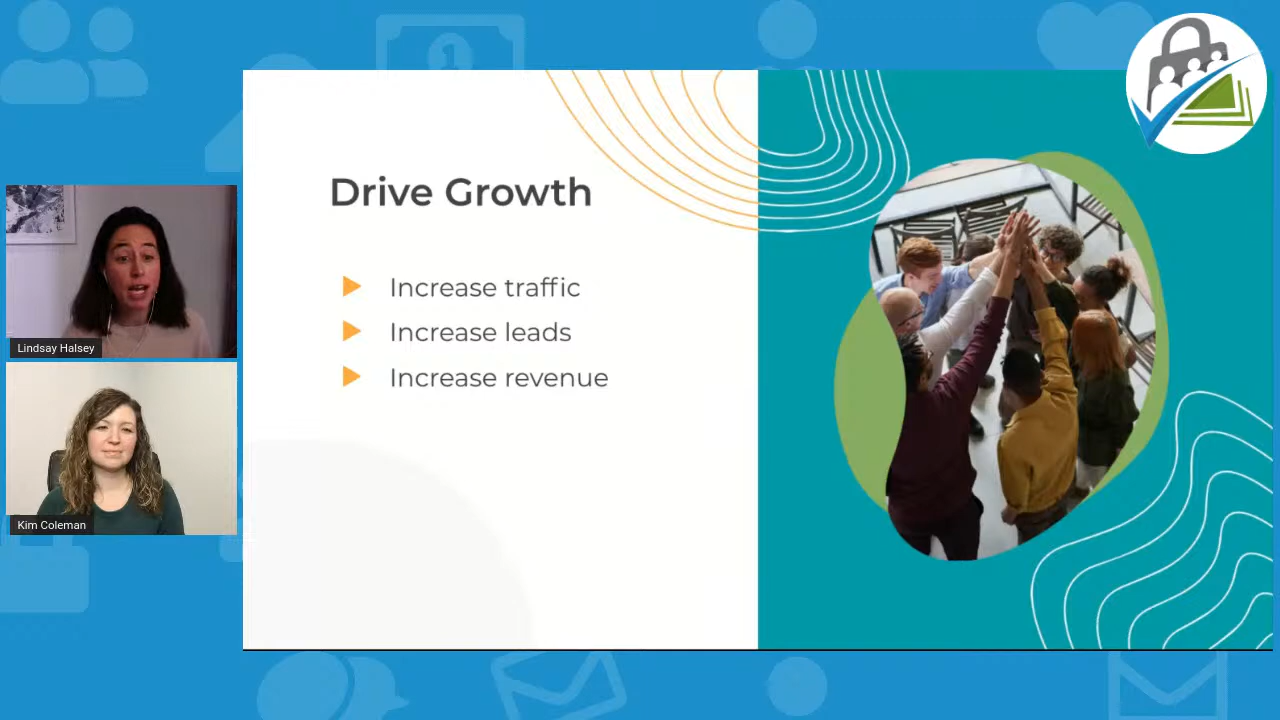 Drive Growth
Increase traffic
Increase leads
Increase revenue
Lindsay Halsey
Kim Coleman